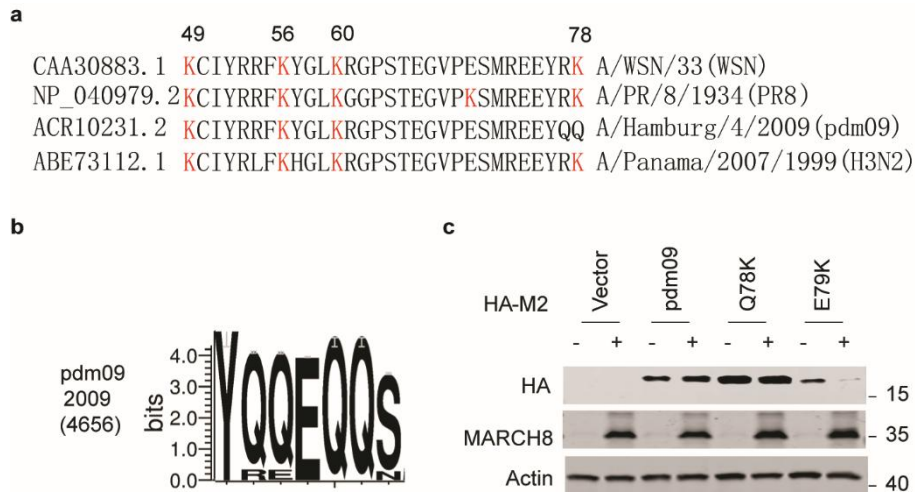 a
49 56 60 78
CAA30883.1 KCIYRRFKYGLKRGPSTEGVPESMREEYRK A/WSN/33(WSN)
NP_040979.2 KCIYRRFKYGLKGGPSTEGVPKSMREEYRK A/PR/8/1934(PR8)
ACR10231.2 KCIYRRFKYGLKRGPSTEGVPESMREEYQQ A/Hamburg/4/2009(pdm09)
ABE73112.1 KCIYRLFKHGLKRGPSTEGVPESMREEYRK A/Panama/2007/1999(H3N2)
b
pdm09
2009
(4656)
bits
4.0
3.0
2.0
1.0
0.0
YQQEQQS
RE N
c
HA-M2
Vector pdm09 Q78K E79K
- + - + - + - +
HA - 15
MARCH8 - 35
Actin - 40